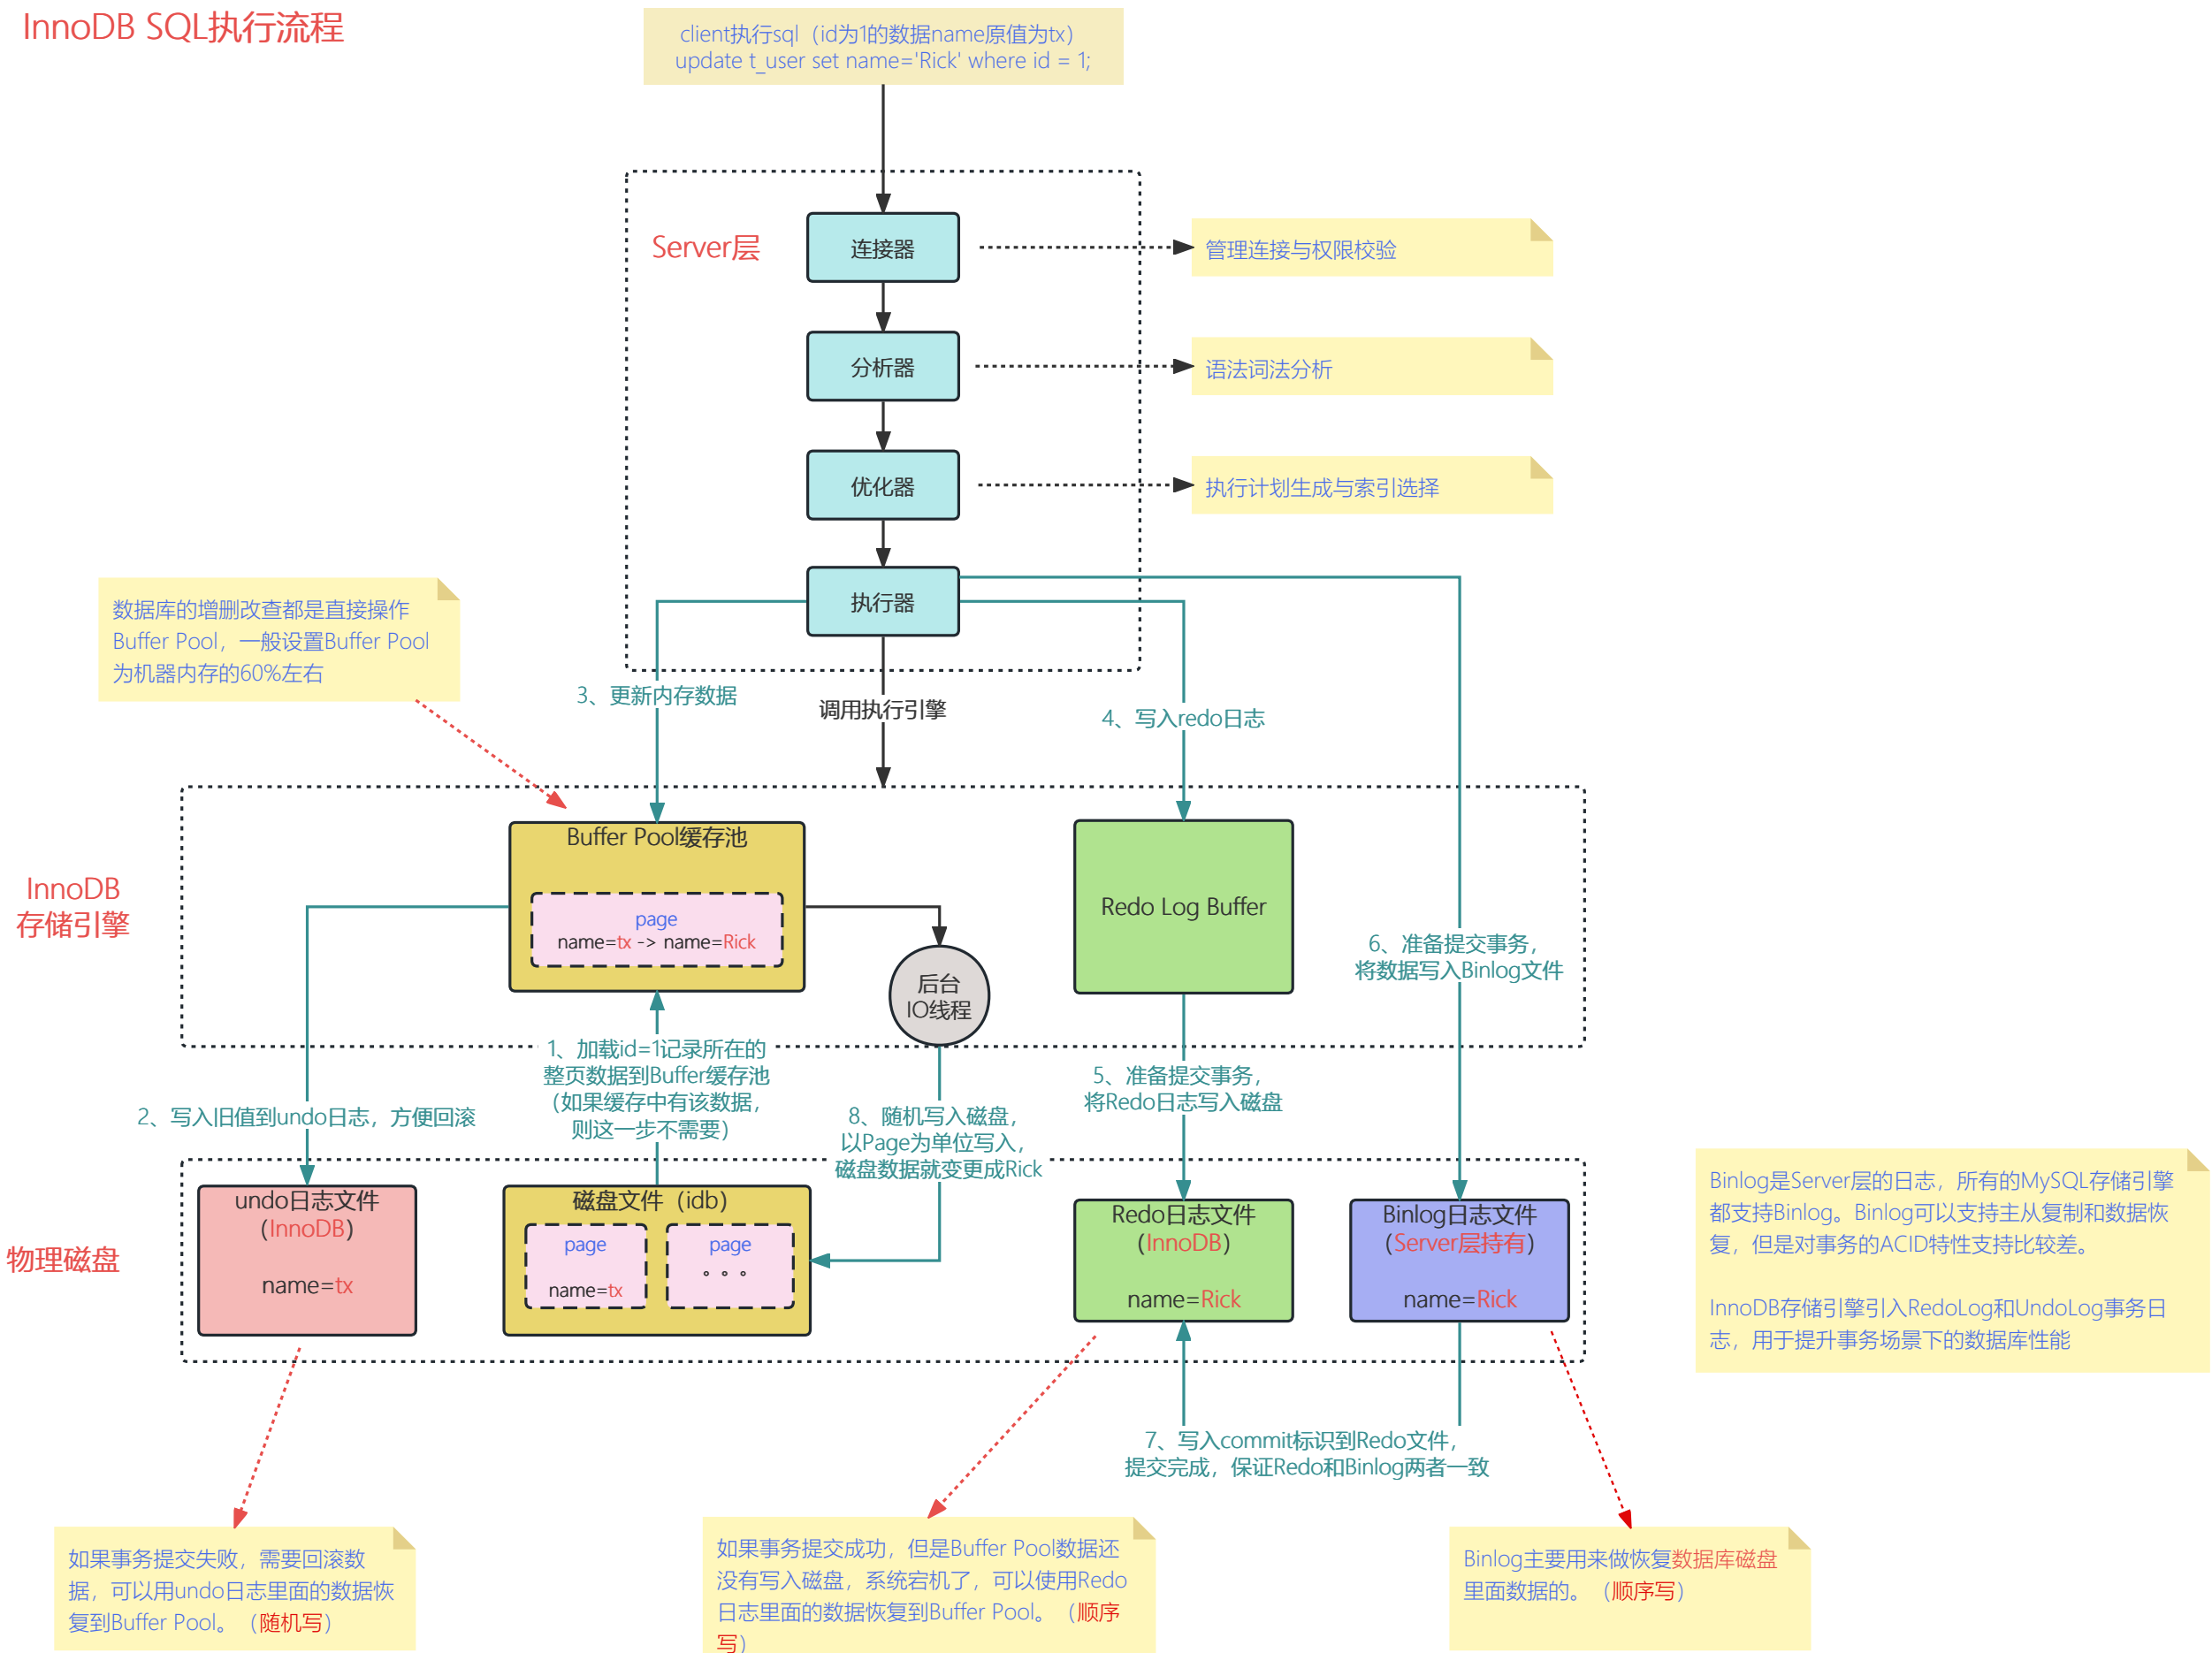 InnoDB SQL执行流程
client执行sql（id为1的数据name原值为tx）
update t_user set name='Rick' where id = 1;
Server层
连接器
管理连接与权限校验
分析器
语法词法分析
优化器
执行计划生成与索引选择
执行器
数据库的增删改查都是直接操作
Buffer Pool，一般设置Buffer Pool
为机器内存的60%左右
3、更新内存数据
调用执行引擎
4、写入redo日志
InnoDB
存储引擎
Buffer Pool缓存池
page
name=tx -> name=Rick
后台
IO线程
Redo Log Buffer
6、准备提交事务，
将数据写入Binlog文件
1、加载id=1记录所在的
整页数据到Buffer缓存池
（如果缓存中有该数据，
则这一步不需要）
2、写入旧值到undo日志，方便回滚
8、随机写入磁盘，
以Page为单位写入，
磁盘数据就变更成Rick
5、准备提交事务，
将Redo日志写入磁盘
物理磁盘
undo日志文件
（InnoDB）
name=tx
磁盘文件（idb）
page
name=tx
page
。。。
Redo日志文件
（InnoDB）
name=Rick
Binlog日志文件
（Server层持有）
name=Rick
Binlog是Server层的日志，所有的MySQL存储引擎
都支持Binlog。Binlog可以支持主从复制和数据恢
复，但是对事务的ACID特性支持比较差。
InnoDB存储引擎引入RedoLog和UndoLog事务日
志，用于提升事务场景下的数据库性能
7、写入commit标识到Redo文件，
提交完成，保证Redo和Binlog两者一致
如果事务提交失败，需要回滚数
据，可以用undo日志里面的数据恢
复到Buffer Pool。（随机写）
如果事务提交成功，但是Buffer Pool数据还
没有写入磁盘，系统宕机了，可以使用Redo
日志里面的数据恢复到Buffer Pool。（顺序
写）
Binlog主要用来做恢复数据库磁盘
里面数据的。（顺序写）